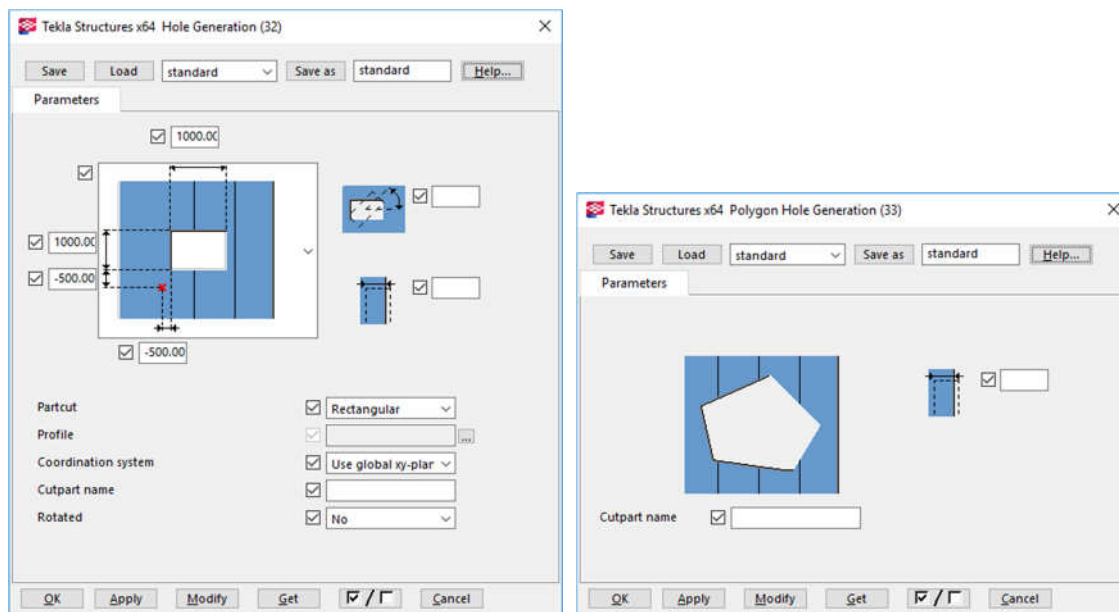 Tekla Structures x64 Hole Generation (32)
Save Load standard Save as standard Help...
Parameters
1000.00
1000.00
-500.00
-500.00
Partcut Rectangular
Profile ...
Coordination system Use global xy-plar
Cutpart name
Rotated No
OK Apply Modify Get / Cancel
Tekla Structures x64 Polygon Hole Generation (33)
Save Load standard Save as standard Help...
Parameters
Cutpart name
OK Apply Modify Get / Cancel